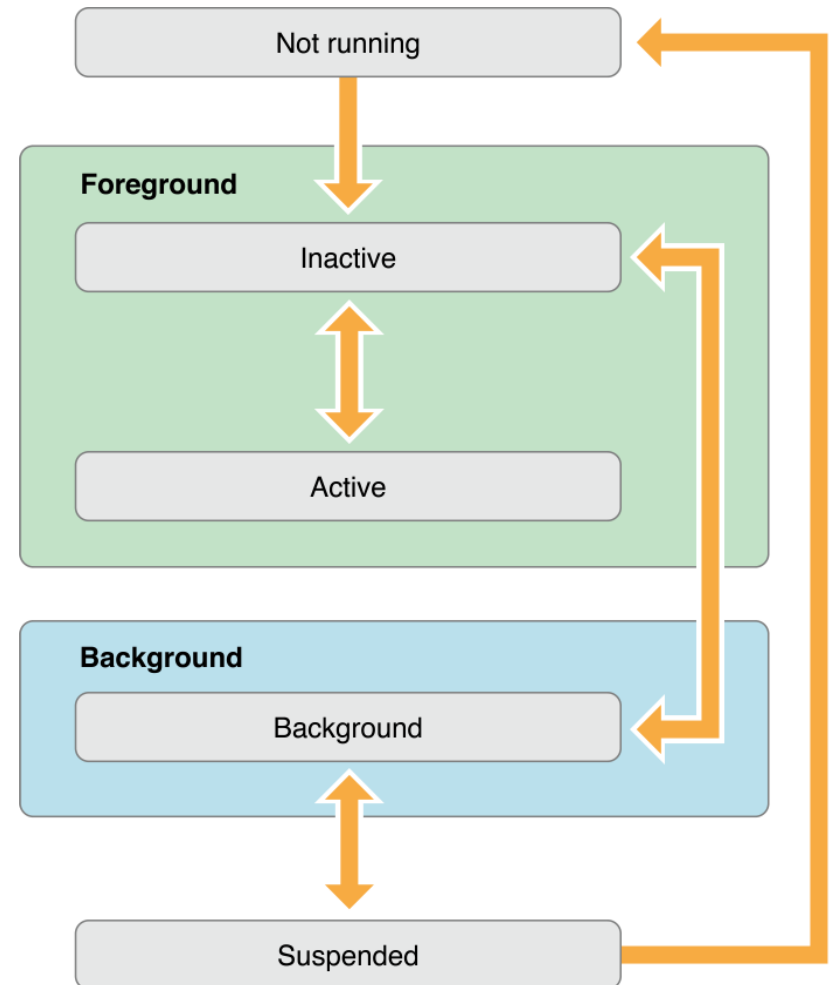 Not running
Foreground
Inactive
Active
Background
Background
Suspended